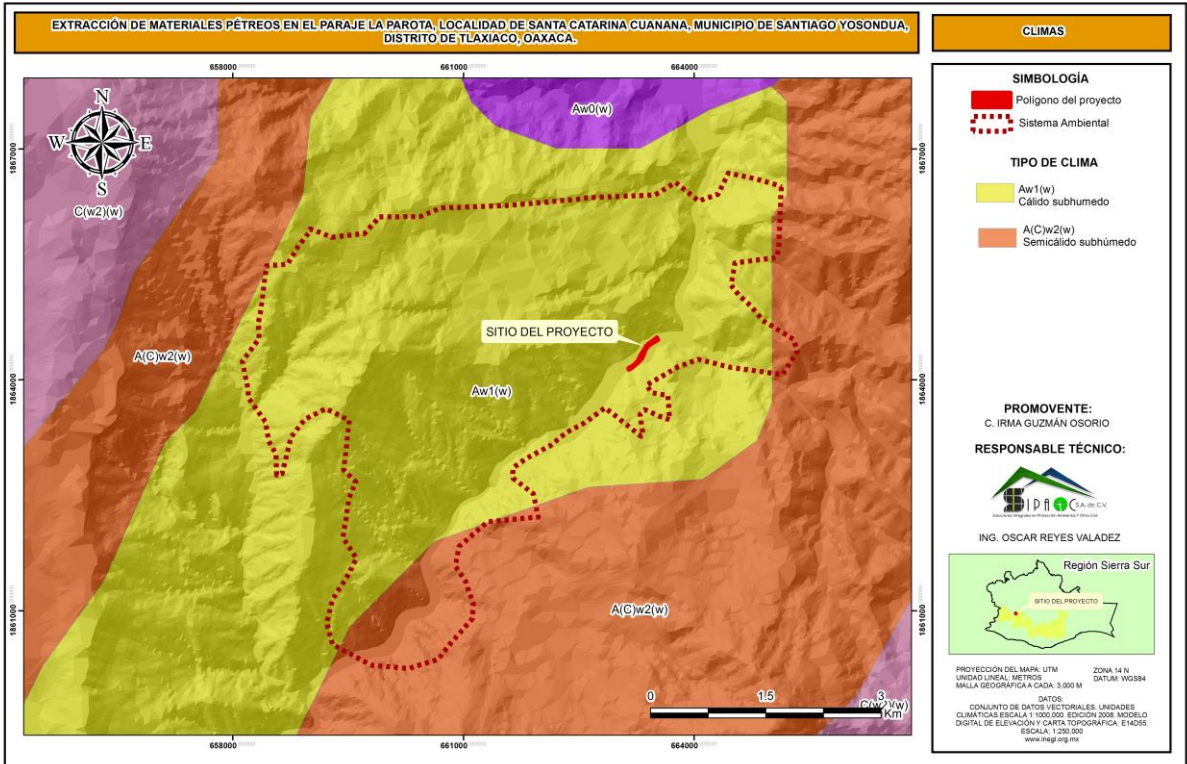 EXTRACCIÓN DE MATERIALES PÉTREOS EN EL PARAJE LA PAROTA, LOCALIDAD DE SANTA CATARINA CUANANA, MUNICIPIO DE SANTIAGO YOSONDUA,
DISTRITO DE TLAXIACO, OAXACA.
CLIMAS
658000
661000
664000
N
W
E
S
1867000
1867000
C(w2)(w)
Aw0(w)
A(C)w2(w)
SITIO DEL PROYECTO
Aw1(w)
1864000
1864000
1861000
1861000
A(C)w2(w)
C(w2)(w)
0
1.5
3
Km
658000
661000
664000
SIMBOLOGÍA
Polígono del proyecto
Sistema Ambiental
TIPO DE CLIMA
Aw1(w)
Cálido subhumedo
A(C)w2(w)
Semicálido subhúmedo
PROMOVENTE:
C. IRMA GUZMÁN OSORIO
RESPONSABLE TÉCNICO:
S.A. de C.V.
ING. OSCAR REYES VALADEZ
Región Sierra Sur
SITIO DEL PROYECTO
PROYECCIÓN DEL MAPA: UTM
ZONA 14 N
UNIDAD LINEAL: METROS
DATUM: WGS84
MALLA GEOGRÁFICA A CADA: 3,000 M
DATOS:
CONJUNTO DE DATOS VECTORIALES. UNIDADES
CLIMÁTICAS ESCALA 1:1000,000. EDICIÓN 2008. MODELO
DIGITAL DE ELEVACIÓN Y CARTA TOPOGRÁFICA. E14D55.
ESCALA: 1:250,000
www.inegi.org.mx